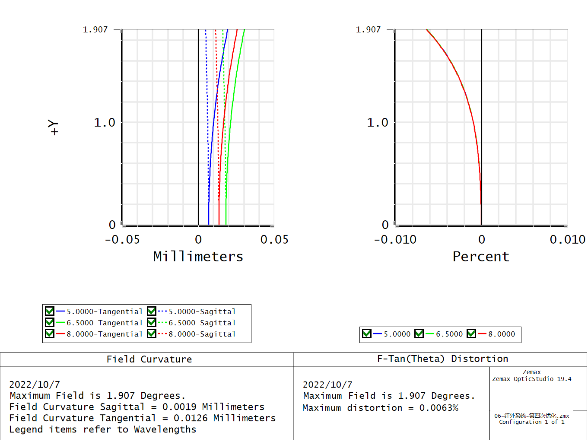 1.907
1.0
0
+Y
-0.05
0
0.05
Millimeters
1.907
1.0
0
-0.010
0
0.010
Percent
5.0000-Tangential
5.0000-Sagittal
6.5000-Tangential
6.5000-Sagittal
8.0000-Tangential
8.0000-Sagittal
5.0000
6.5000
8.0000
Field Curvature
F-Tan(Theta) Distortion
2022/10/7
Maximum Field is 1.907 Degrees.
Field Curvature Sagittal = 0.0019 Millimeters
Field Curvature Tangential = 0.0126 Millimeters
Legend items refer to Wavelengths
2022/10/7
Maximum Field is 1.907 Degrees.
Maximum distortion = 0.0063%
Zemax
Zemax OpticStudio 19.4
.zmx
Configuration 1 of 1